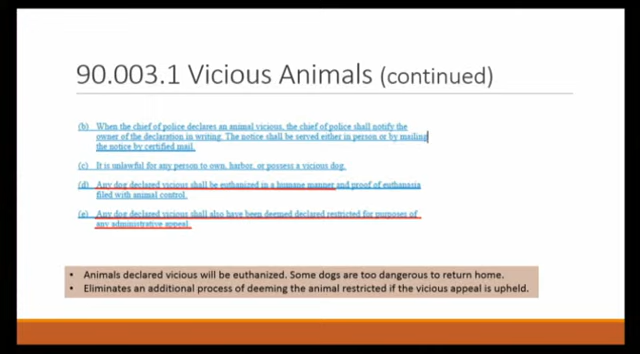 90.003.1 Vicious Animals (continued)
(b) When the chief of police declares an animal vicious, the chief of police shall notify the
owner of the declaration in writing. The notice shall be served either in person or by mailing
the notice by certified mail.
(c) It is unlawful for any person to own, harbor, or possess a vicious dog.
(d) Any dog declared vicious shall be euthanized in a humane manner and proof of euthanasia
filed with animal control.
(e) Any dog declared vicious shall also have been deemed declared restricted for purposes of
any administrative appeal.
• Animals declared vicious will be euthanized. Some dogs are too dangerous to return home.
• Eliminates an additional process of deeming the animal restricted if the vicious appeal is upheld.